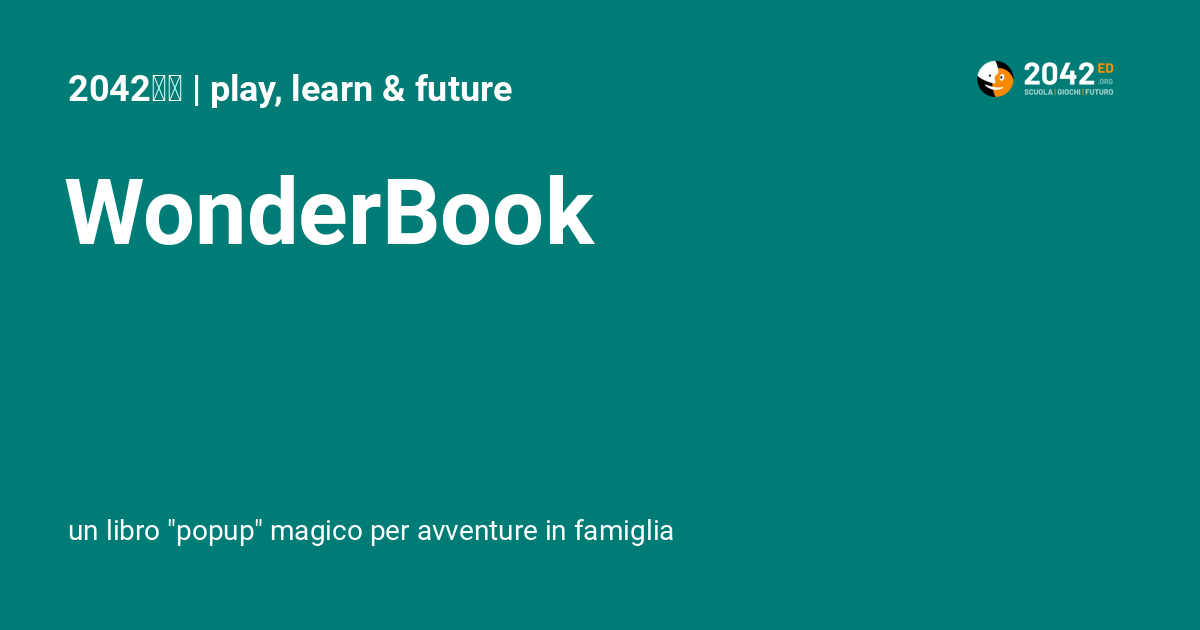 2042 | play, learn & future
2042 ED
.ORG
SCUOLA | GIOCHI | FUTURO
WonderBook
un libro "popup" magico per avventure in famiglia